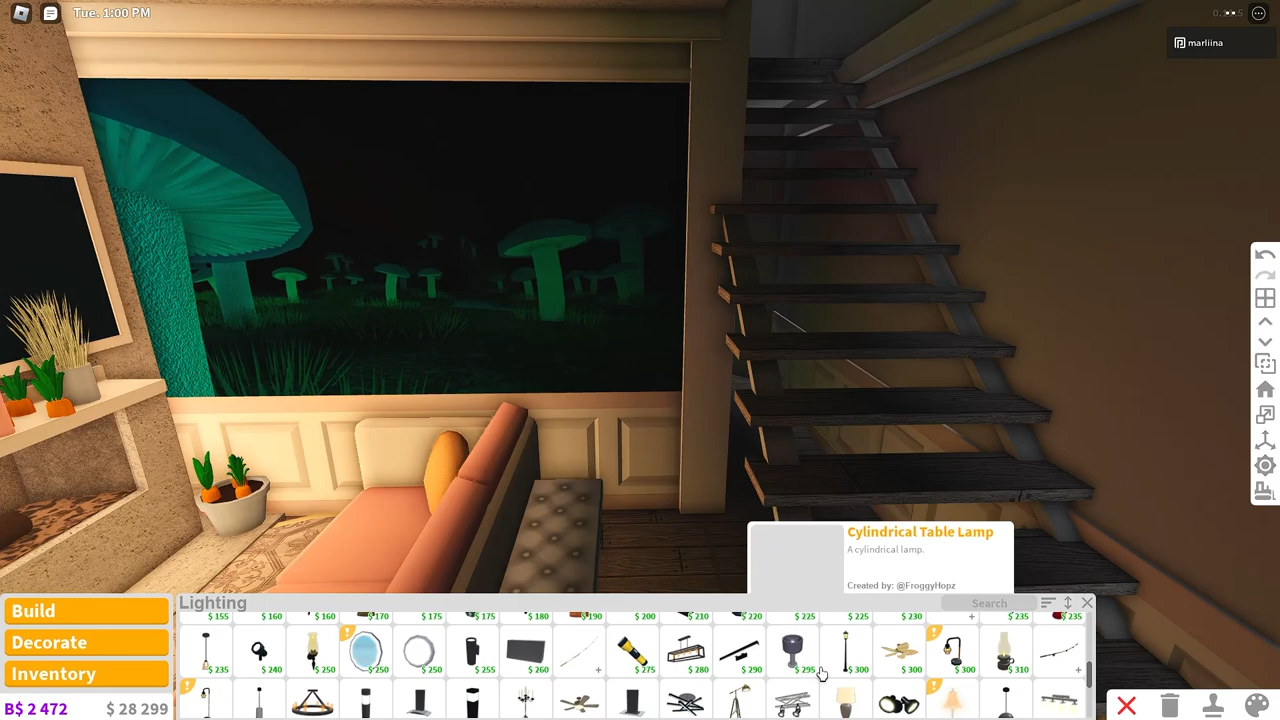 Tue. 1:00 PM
marliina
Cylindrical Table Lamp
A cylindrical lamp.
Created by: @FroggyHopz
Build
Decorate
Inventory
B$ 2 472
$ 28 299
Lighting
Search
$ 155 $ 160 $ 160 $ 170 $ 175 $ 175 $ 180 $ 190 $ 200 $ 210 $ 220 $ 225 $ 225 $ 230 + $ 235 $ 235
$ 235 $ 240 $ 250 $ 250 $ 250 $ 255 $ 260 + $ 275 $ 280 $ 290 $ 295 $ 300 $ 300 $ 300 $ 310 +